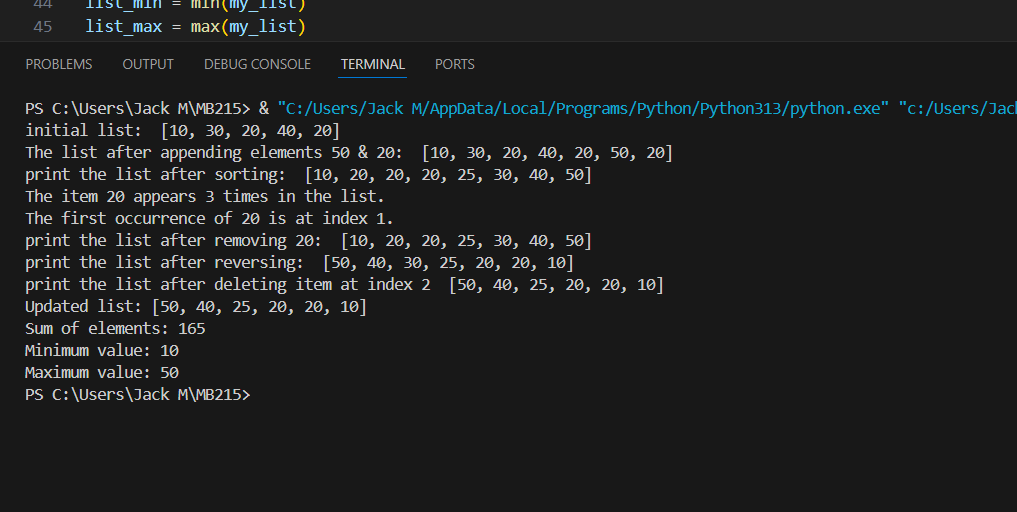 44 list_min = min(my_list)
45 list_max = max(my_list)
PROBLEMS OUTPUT DEBUG CONSOLE TERMINAL PORTS
PS C:\Users\Jack M\MB215> & "C:/Users/Jack M/AppData/Local/Programs/Python/Python313/python.exe" "c:/Users/Jac
initial list:  [10, 30, 20, 40, 20]
The list after appending elements 50 & 20:  [10, 30, 20, 40, 20, 50, 20]
print the list after sorting:  [10, 20, 20, 20, 25, 30, 40, 50]
The item 20 appears 3 times in the list.
The first occurrence of 20 is at index 1.
print the list after removing 20:  [10, 20, 20, 25, 30, 40, 50]
print the list after reversing:  [50, 40, 30, 25, 20, 20, 10]
print the list after deleting item at index 2  [50, 40, 25, 20, 20, 10]
Updated list: [50, 40, 25, 20, 20, 10]
Sum of elements: 165
Minimum value: 10
Maximum value: 50
PS C:\Users\Jack M\MB215>